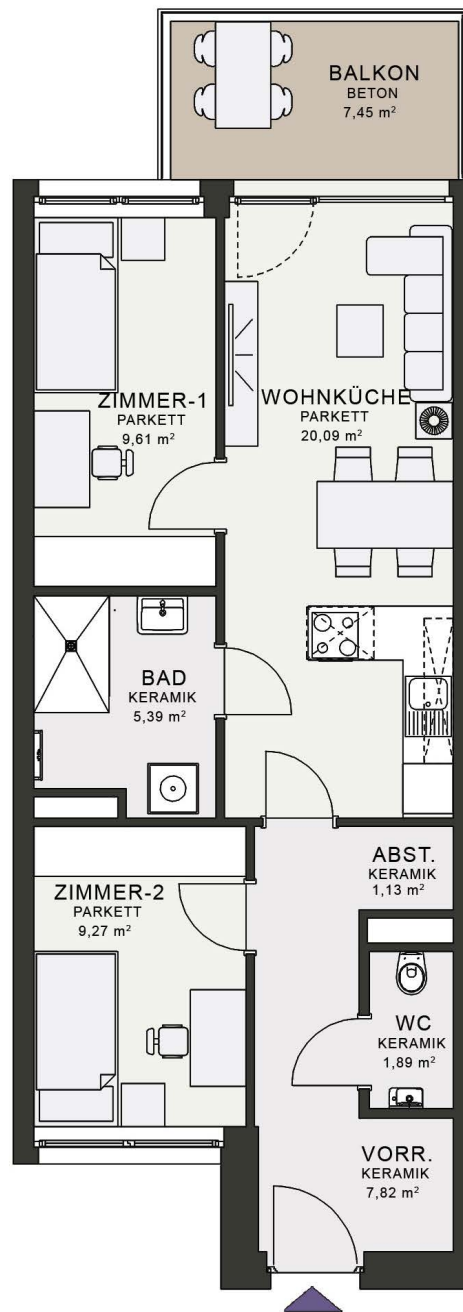 BALKON
BETON
7,45 m²
ZIMMER-1
PARKETT
9,61 m²
WOHNKÜCHE
PARKETT
20,09 m²
BAD
KERAMIK
5,39 m²
ABST.
KERAMIK
1,13 m²
ZIMMER-2
PARKETT
9,27 m²
WC
KERAMIK
1,89 m²
VORR.
KERAMIK
7,82 m²